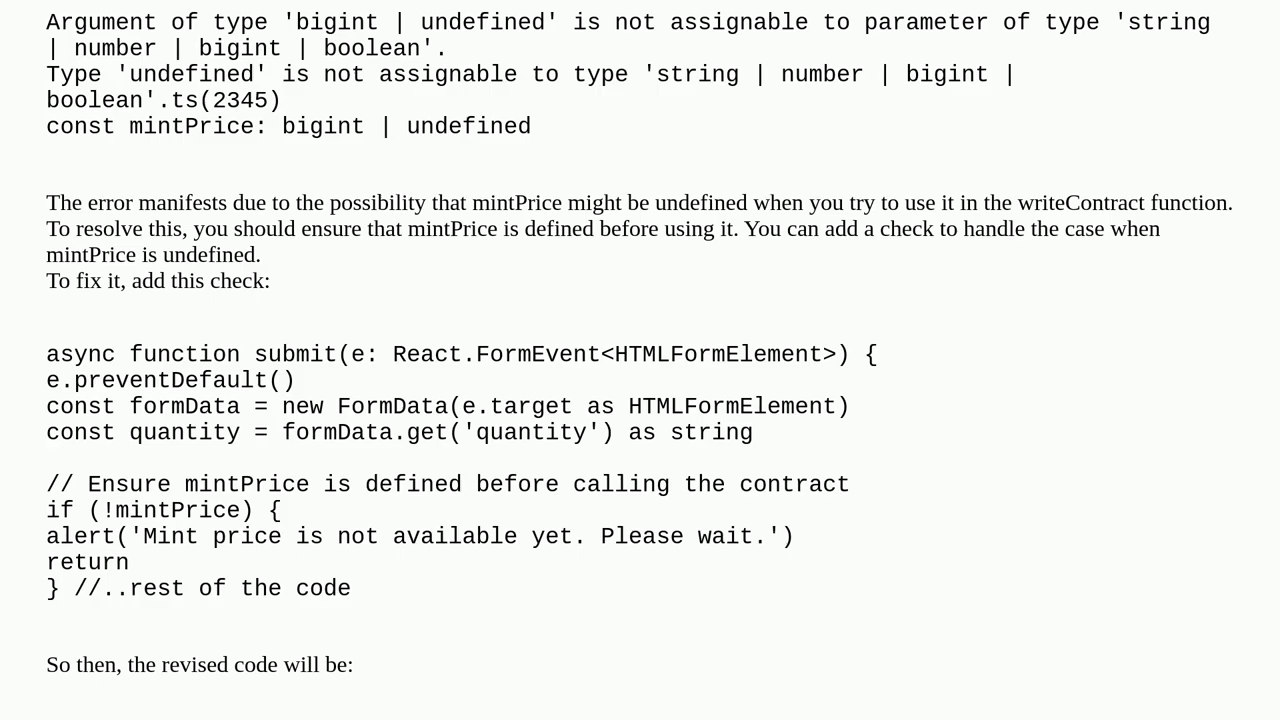 Argument of type 'bigint | undefined' is not assignable to parameter of type 'string
| number | bigint | boolean'.
Type 'undefined' is not assignable to type 'string | number | bigint |
boolean'.ts(2345)
const mintPrice: bigint | undefined
The error manifests due to the possibility that mintPrice might be undefined when you try to use it in the writeContract function.
To resolve this, you should ensure that mintPrice is defined before using it. You can add a check to handle the case when
mintPrice is undefined.
To fix it, add this check:
async function submit(e: React.FormEvent<HTMLFormElement>) {
e.preventDefault()
const formData = new FormData(e.target as HTMLFormElement)
const quantity = formData.get('quantity') as string
// Ensure mintPrice is defined before calling the contract
if (!mintPrice) {
alert('Mint price is not available yet. Please wait.')
return
} //..rest of the code
So then, the revised code will be: